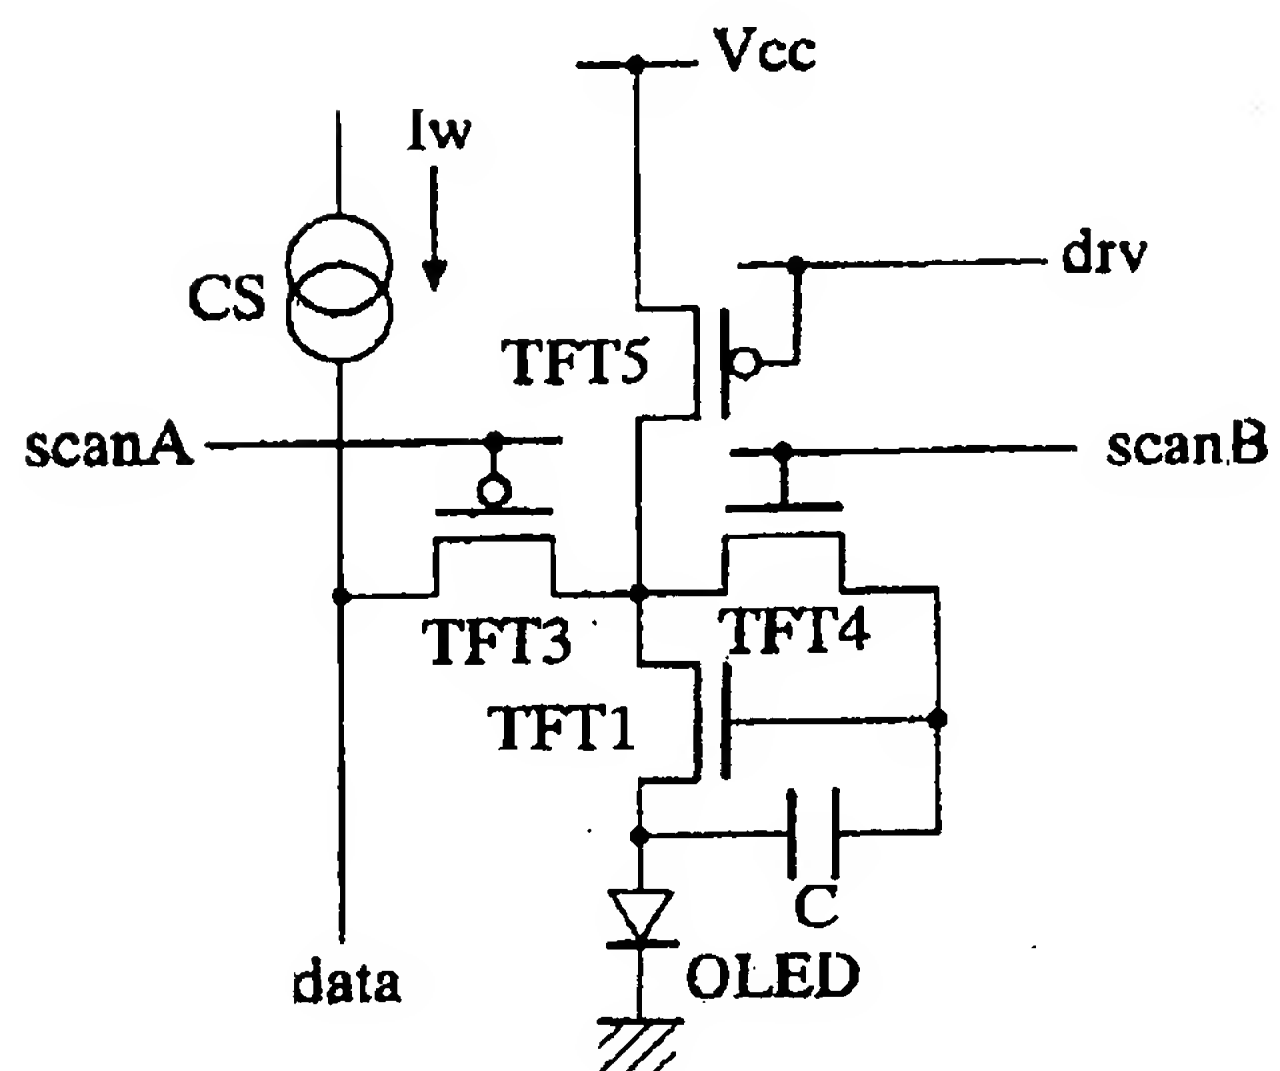 Vcc
Iw
drv
CS
TFT5
scanA
scanB
TFT3
TFT4
TFT1
C
OLED
data